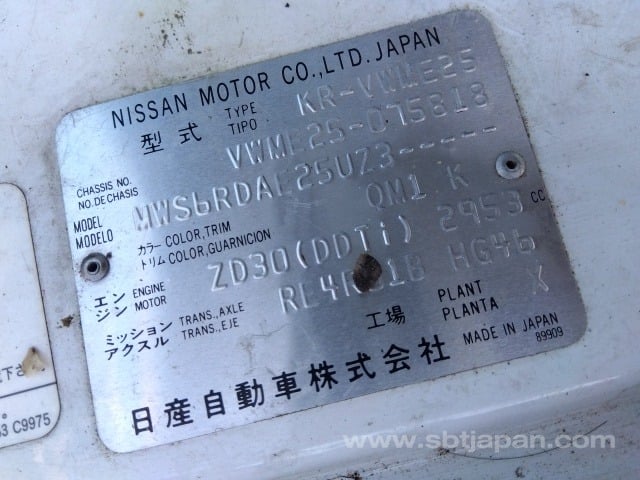 NISSAN MOTOR CO.,LTD. JAPAN
型式 TYPE TIPO KR-VWME25
CHASSIS NO. NO. DE CHASIS VWME25-075818
MODEL MODELO MWS6RDAE25UZ3-----
カラー COLOR, TRIM トリム COLOR, GUARNICION QM1 K
エンジン ENGINE MOTOR ZD30(DDTi) 2953 CC
ミッション アクスル TRANS., AXLE TRANS., EJE RE4R01B HG46
工場 PLANT PLANTA X
MADE IN JAPAN
89909
日産自動車株式会社
下さ
C9975
www.sbtjapan.com